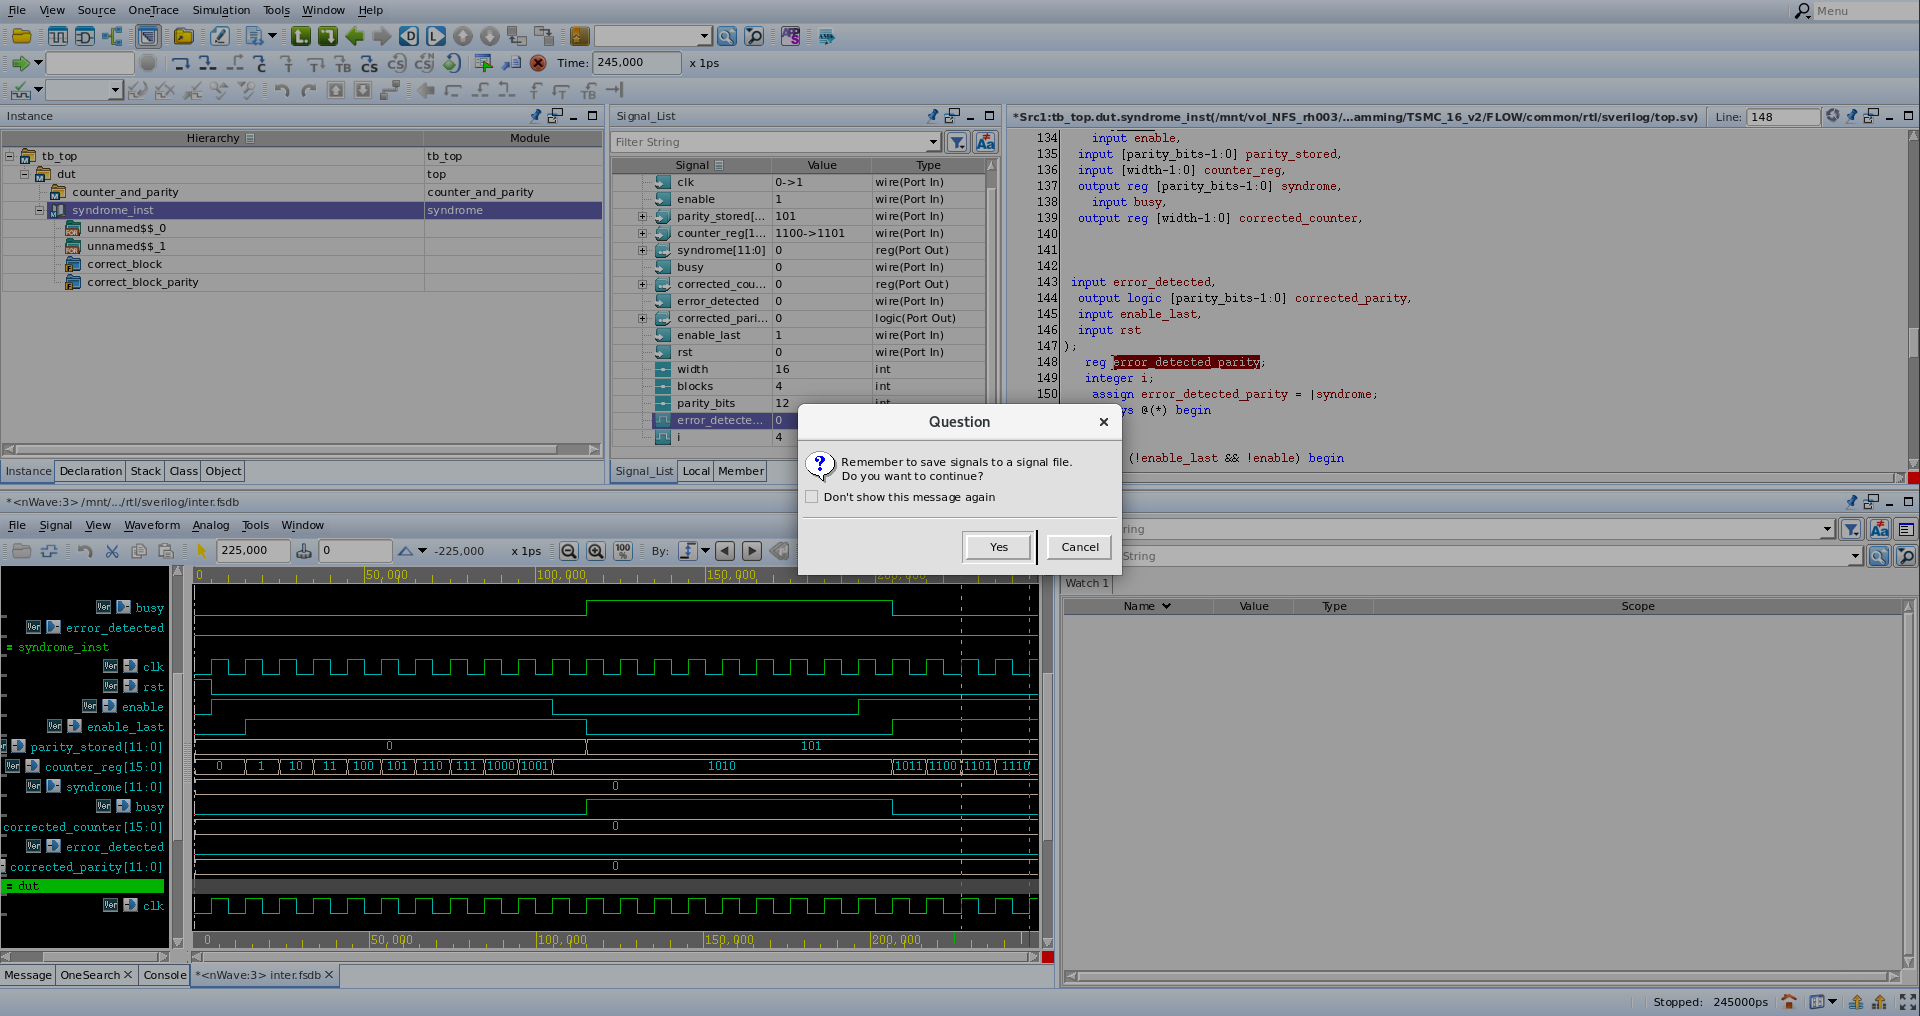 File View Source OneTrace Simulation Tools Window Help
Menu
Time: 245,000 x 1ps
Instance
Hierarchy Module
tb_top tb_top
dut top
counter_and_parity counter_and_parity
syndrome_inst syndrome
unnamed$$_0
unnamed$$_1
correct_block
correct_block_parity
Instance Declaration Stack Class Object
Signal_List
Filter String
Signal Value Type
clk 0->1 wire(Port In)
enable 1 wire(Port In)
parity_stored[... 101 wire(Port In)
counter_reg[1... 1100->1101 wire(Port In)
syndrome[11:0] 0 reg(Port Out)
busy 0 wire(Port In)
corrected_cou... 0 reg(Port Out)
error_detected 0 wire(Port In)
corrected_pari... 0 logic(Port Out)
enable_last 1 wire(Port In)
rst 0 wire(Port In)
width 16 int
blocks 4 int
parity_bits 12 int
error_detecte... 0
i 4
Signal_List Local Member
*Src1:tb_top.dut.syndrome_inst(/mnt/vol_NFS_rh003/...amming/TSMC_16_v2/FLOW/common/rtl/sverilog/top.sv) Line: 148
134 input enable,
135 input [parity_bits-1:0] parity_stored,
136 input [width-1:0] counter_reg,
137 output reg [parity_bits-1:0] syndrome,
138 input busy,
139 output reg [width-1:0] corrected_counter,
140
141
142
143 input error_detected,
144 output logic [parity_bits-1:0] corrected_parity,
145 input enable_last,
146 input rst
147 );
148 reg error_detected_parity;
149 integer i;
150 assign error_detected_parity = |syndrome;
ys @(*) begin
(!enable_last && !enable) begin
Question
Remember to save signals to a signal file.
Do you want to continue?
Don't show this message again
Yes Cancel
*<nWave:3> /mnt/.../rtl/sverilog/inter.fsdb
File Signal View Waveform Analog Tools Window
225,000 0 -225,000 x 1ps 100% By:
0 50,000 100,000 150,000 200,000
busy
error_detected
= syndrome_inst
clk
rst
enable
enable_last
parity_stored[11:0] 0 101
counter_reg[15:0] 0 1 10 11 100 101 110 111 1000 1001 1010 1011 1100 1101 1110
syndrome[11:0] 0
busy
corrected_counter[15:0] 0
error_detected
corrected_parity[11:0] 0
= dut
clk
0 50,000 100,000 150,000 200,000
Message OneSearch Console *<nWave:3> inter.fsdb
ring
String
Watch 1
Name Value Type Scope
Stopped: 245000ps